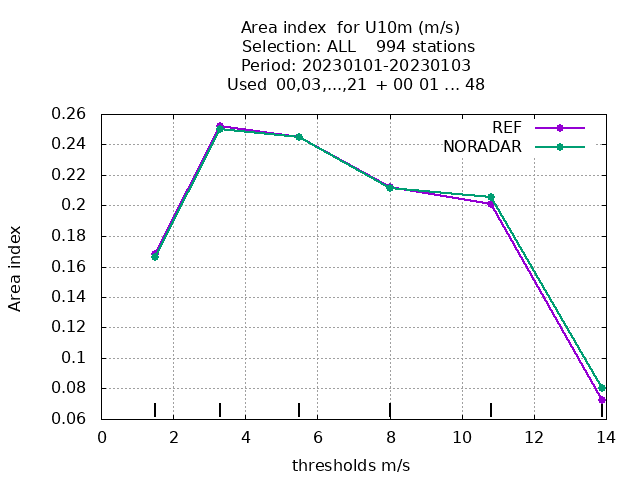 Area index  for U10m (m/s)
Selection: ALL    994 stations
Period: 20230101-20230103
Used  00,03,...,21  + 00 01 ... 48
REF
NORADAR
0.26
0.24
0.22
0.2
0.18
0.16
0.14
0.12
0.1
0.08
0.06
Area index
0 2 4 6 8 10 12 14
thresholds m/s